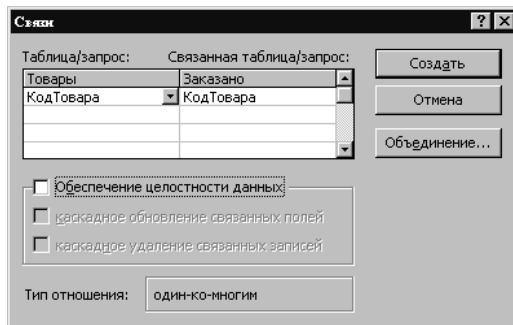 Связи
Таблица/запрос: Связанная таблица/запрос:
Товары Заказано
КодТовара КодТовара
Создать
Отмена
Объединение...
Обеспечение целостности данных
каскадное обновление связанных полей
каскадное удаление связанных записей
Тип отношения: один-ко-многим